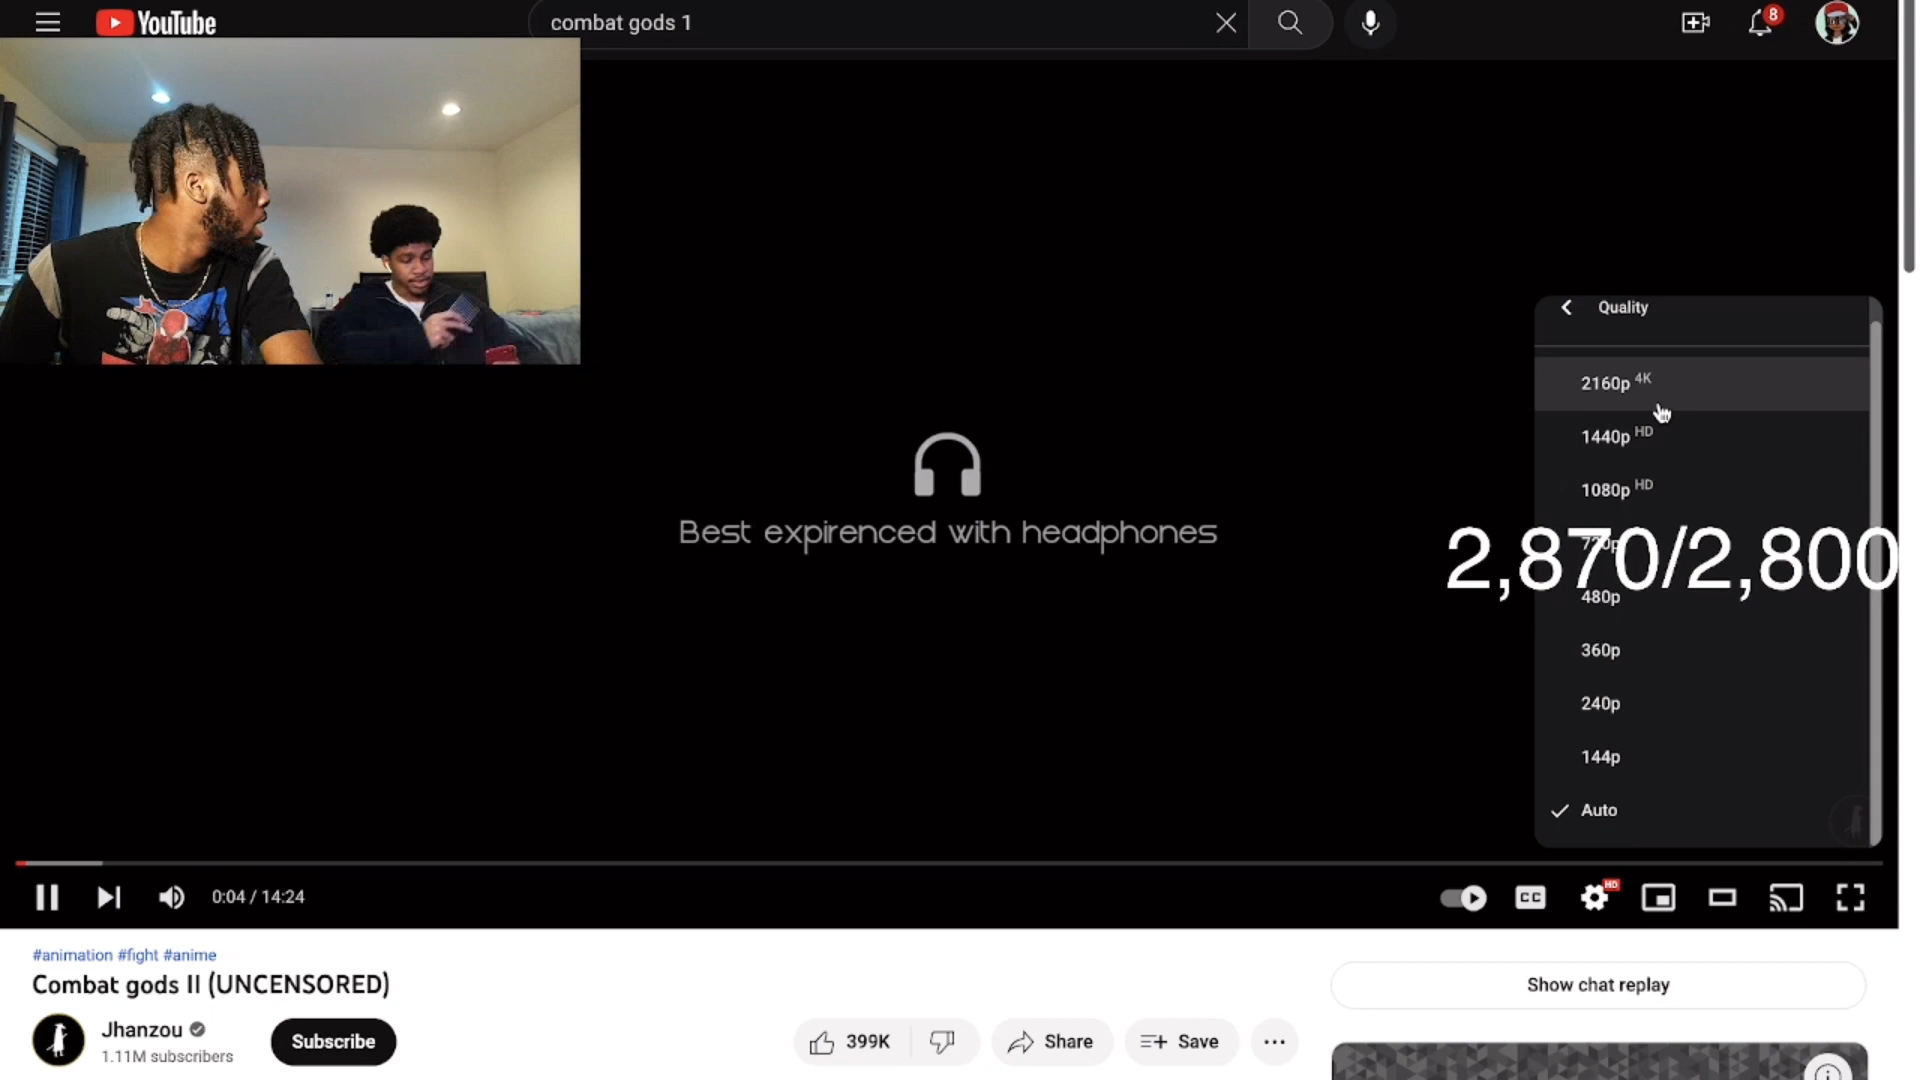 YouTube
combat gods 1
8
Quality
2160p 4K
1440p HD
1080p HD
720p
2,870/2,800
480p
360p
240p
144p
Auto
Best expirenced with headphones
0:04 / 14:24
CC
HD
#animation #fight #anime
Combat gods II (UNCENSORED)
Show chat replay
Jhanzou
1.11M subscribers
Subscribe
399K
Share
Save